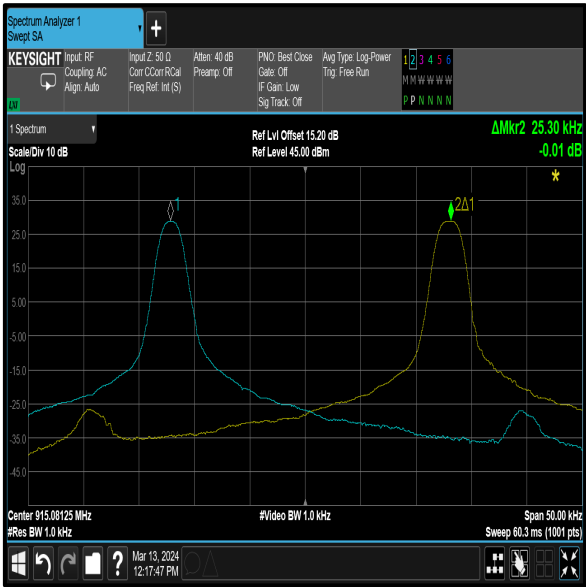 Spectrum Analyzer 1
Swept SA
KEYSIGHT
Input: RF
Coupling: AC
Align: Auto
Input Z: 50 Ω
Corr CCorr RCal
Freq Ref: Int (S)
Atten: 40 dB
Preamp: Off
PNO: Best Close
Gate: Off
IF Gain: Low
Sig Track: Off
Avg Type: Log-Power
Trig: Free Run
1 2 3 4 5 6
M M W W W W
P P N N N N
LXI
1 Spectrum
Scale/Div 10 dB
Log
Ref Lvl Offset 15.20 dB
Ref Level 45.00 dBm
ΔMkr2 25.30 kHz
-0.01 dB
*
1
2Δ1
35.0
25.0
15.0
5.00
-5.00
-15.0
-25.0
-35.0
-45.0
Center 915.08125 MHz
#Res BW 1.0 kHz
#Video BW 1.0 kHz
Span 50.00 kHz
Sweep 60.3 ms (1001 pts)
?
Mar 13, 2024
12:17:47 PM